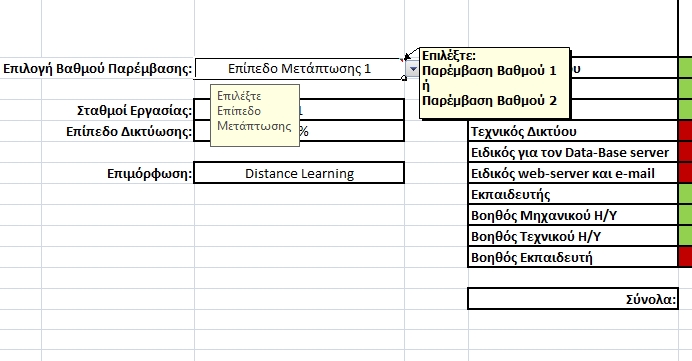 Επιλογή Βαθμού Παρέμβασης: Επίπεδο Μετάπτωσης 1
Επιλέξτε:
Παρέμβαση Βαθμού 1
ή
Παρέμβαση Βαθμού 2
Επιλέξτε
Επίπεδο
Μετάπτωσης
Σταθμοί Εργασίας: 1
Επίπεδο Δικτύωσης: %
Επιμόρφωση: Distance Learning
Τεχνικός Δικτύου
Ειδικός για τον Data-Base server
Ειδικός web-server και e-mail
Εκπαιδευτής
Βοηθός Μηχανικού Η/Υ
Βοηθός Τεχνικού Η/Υ
Βοηθός Εκπαιδευτή
Σύνολα: